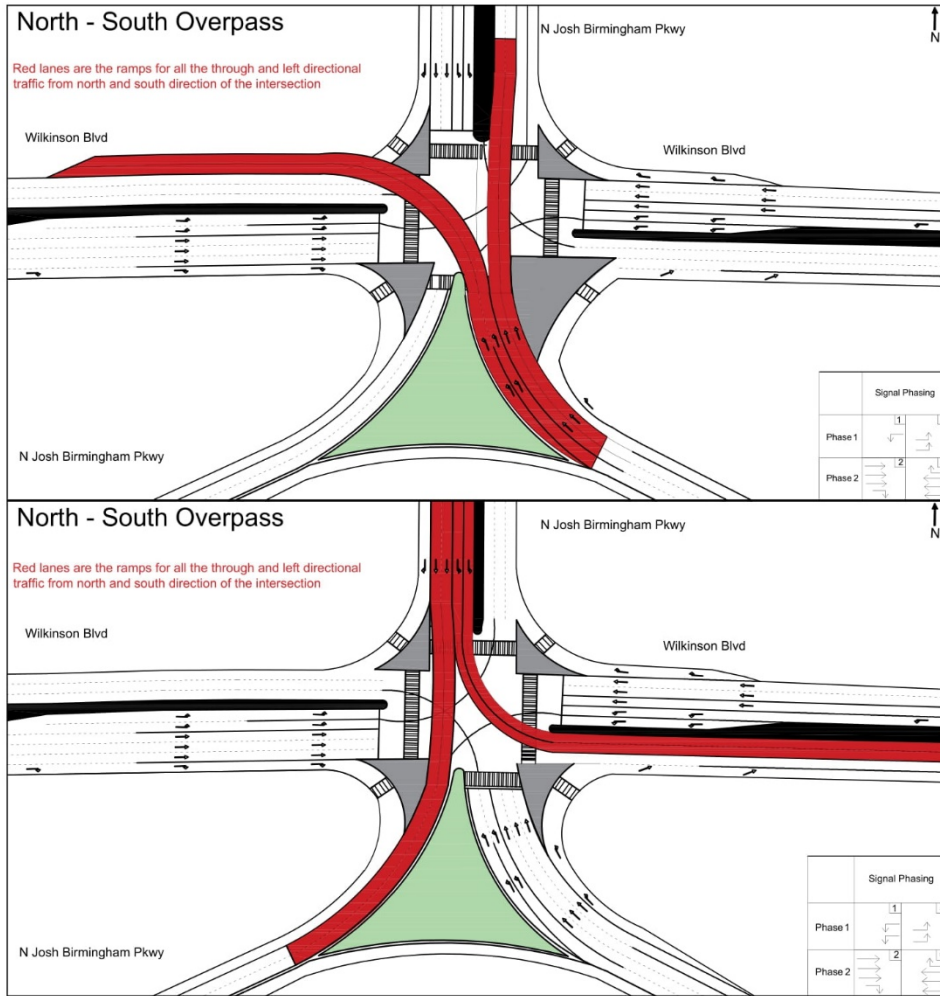 North - South Overpass
N Josh Birmingham Pkwy
N
Red lanes are the ramps for all the through and left directional
traffic from north and south direction of the intersection
Wilkinson Blvd
Wilkinson Blvd
Signal Phasing
1
Phase 1
N Josh Birmingham Pkwy
2
Phase 2
North - South Overpass
N Josh Birmingham Pkwy
N
Red lanes are the ramps for all the through and left directional
traffic from north and south direction of the intersection
Wilkinson Blvd
Wilkinson Blvd
Signal Phasing
1
Phase 1
N Josh Birmingham Pkwy
2
Phase 2